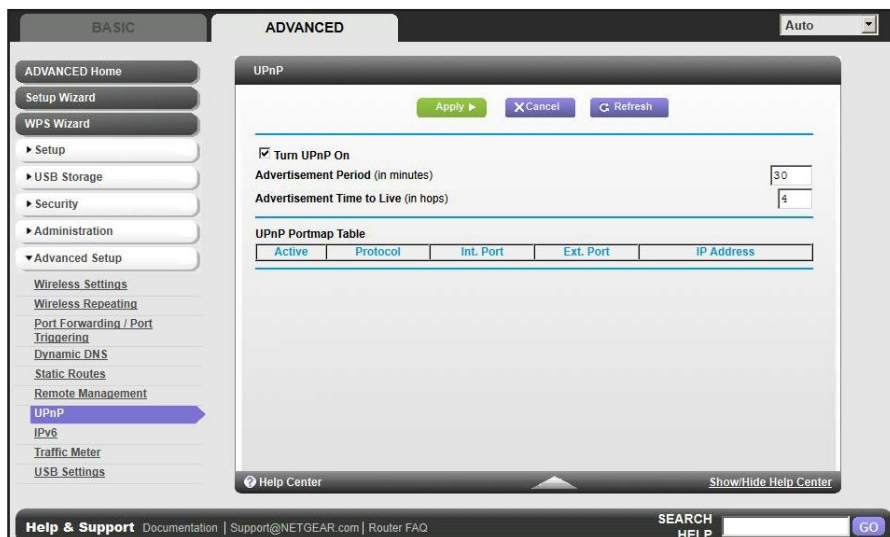 BASIC
ADVANCED
Auto
ADVANCED Home
Setup Wizard
WPS Wizard
Setup
USB Storage
Security
Administration
Advanced Setup
Wireless Settings
Wireless Repeating
Port Forwarding / Port
Triggering
Dynamic DNS
Static Routes
Remote Management
UPnP
IPv6
Traffic Meter
USB Settings
UPnP
Apply
Cancel
Refresh
Turn UPnP On
Advertisement Period (in minutes) 30
Advertisement Time to Live (in hops) 4
UPnP Portmap Table
Active Protocol Int. Port Ext. Port IP Address
Help Center
Show/Hide Help Center
Help & Support Documentation | Support@NETGEAR.com | Router FAQ
SEARCH
HELP
GO